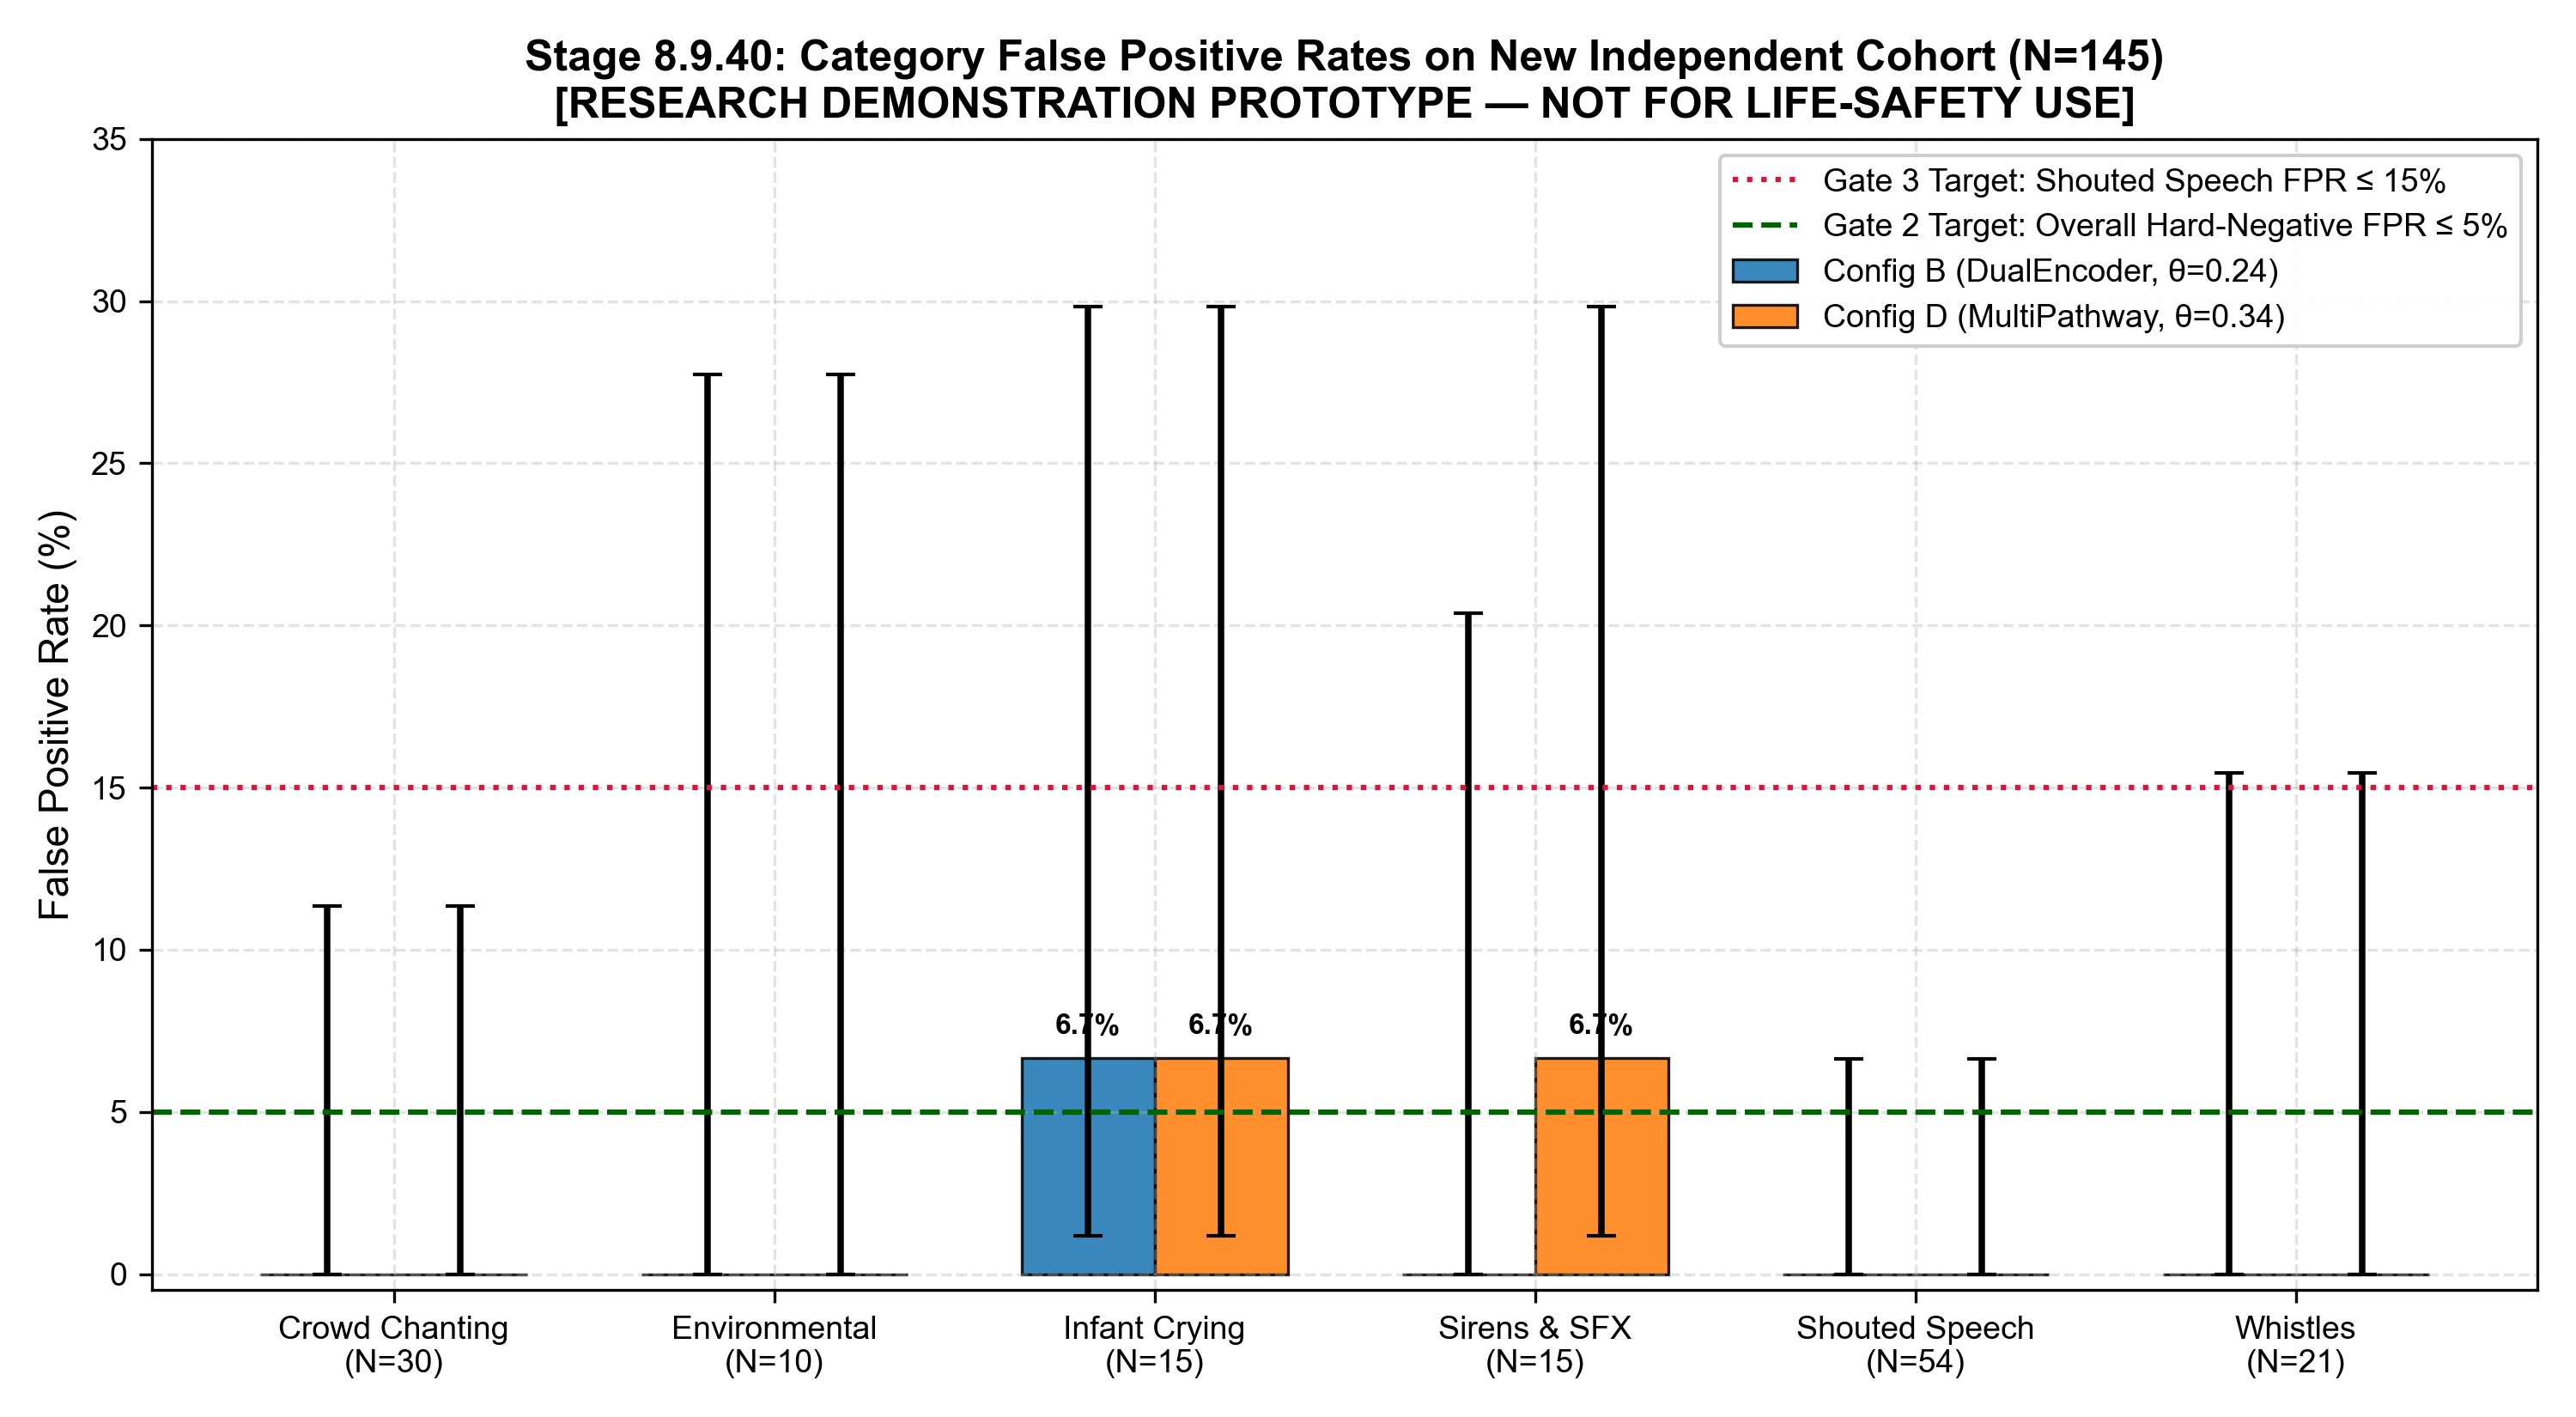 Stage 8.9.40: Category False Positive Rates on New Independent Cohort (N=145)
[RESEARCH DEMONSTRATION PROTOTYPE — NOT FOR LIFE-SAFETY USE]
35
30
25
20
15
10
5
0
False Positive Rate (%)
Gate 3 Target: Shouted Speech FPR ≤ 15%
Gate 2 Target: Overall Hard-Negative FPR ≤ 5%
Config B (DualEncoder, θ=0.24)
Config D (MultiPathway, θ=0.34)
6.7%
6.7%
6.7%
Crowd Chanting
(N=30)
Environmental
(N=10)
Infant Crying
(N=15)
Sirens & SFX
(N=15)
Shouted Speech
(N=54)
Whistles
(N=21)